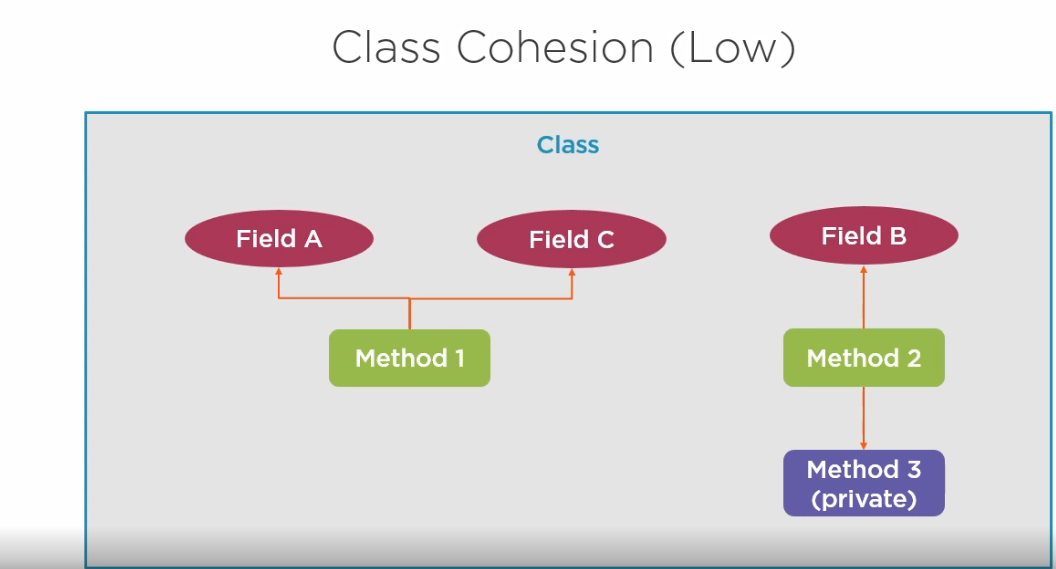 Class Cohesion (Low)
Class
Field A
Field C
Field B
Method 1
Method 2
Method 3
(private)